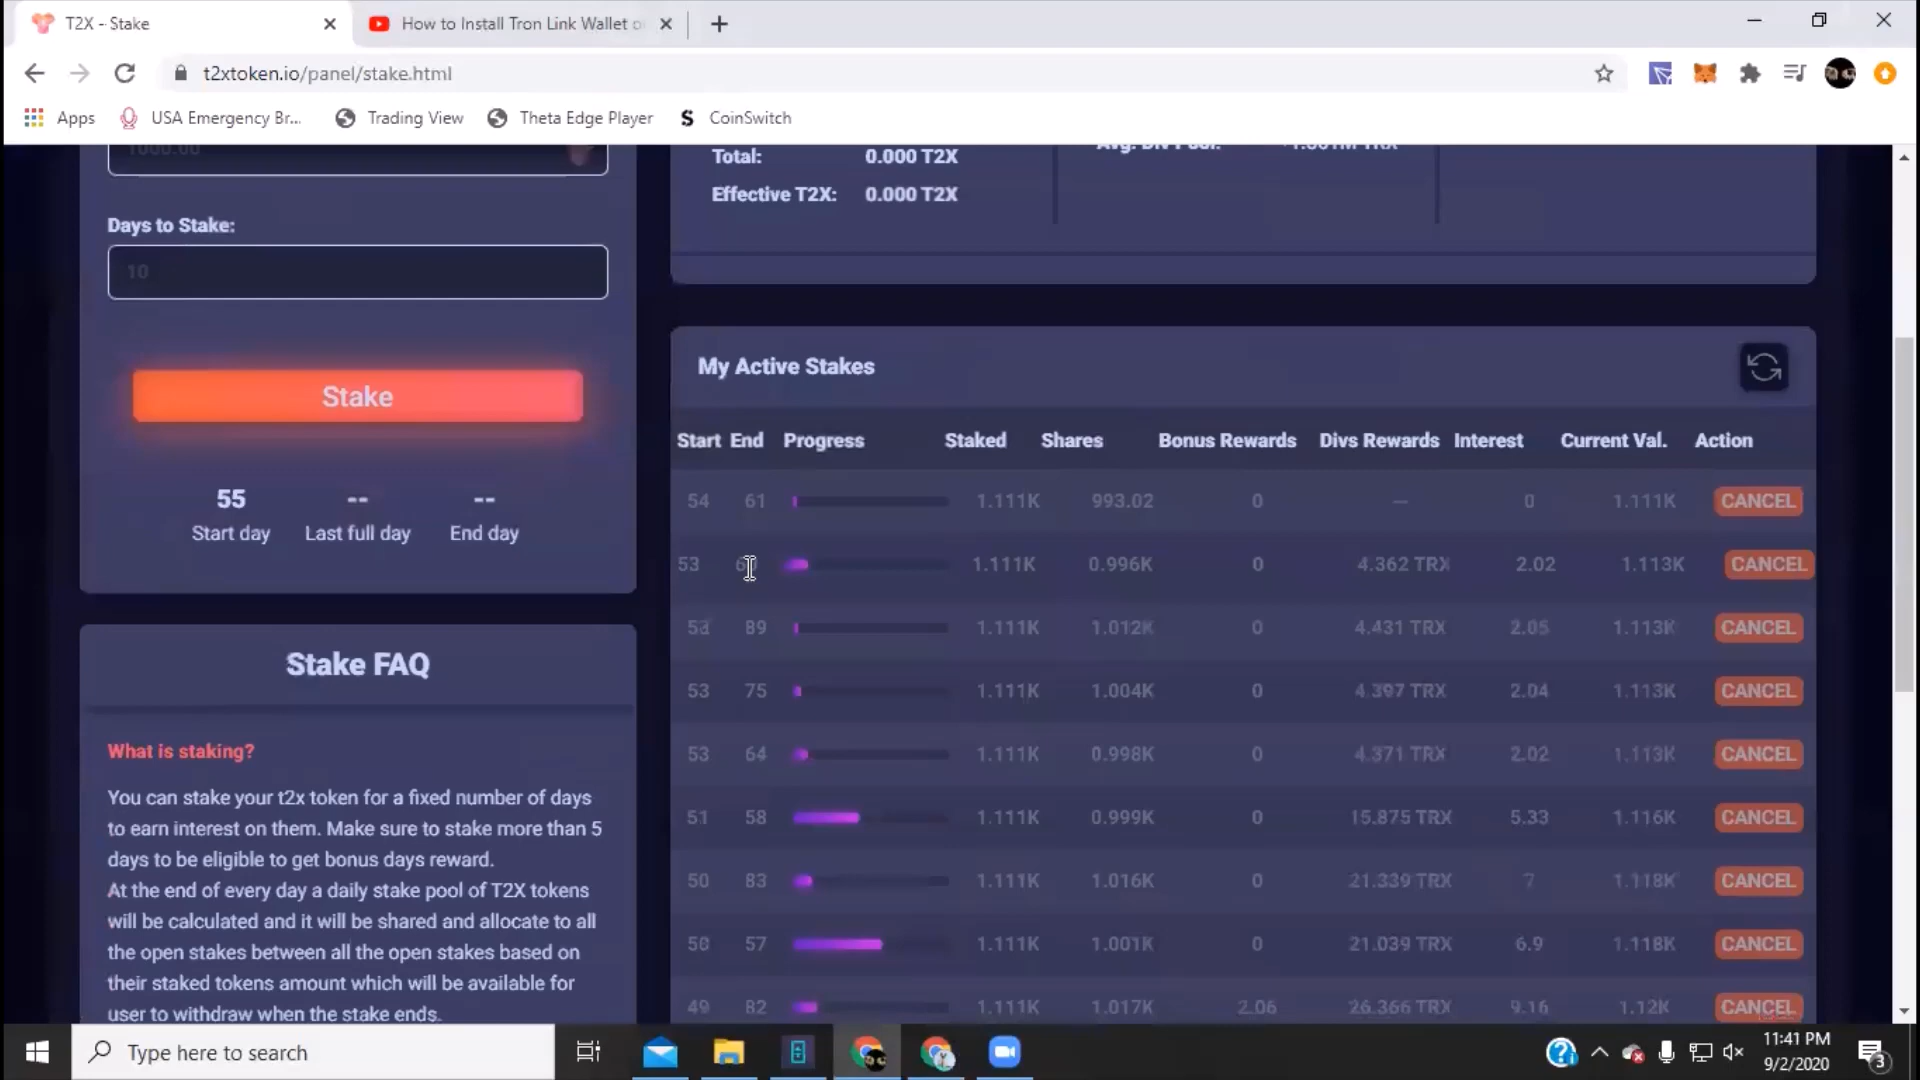 T2X - Stake
How to Install Tron Link Wallet o
t2xtoken.io/panel/stake.html
Apps
USA Emergency Br...
Trading View
Theta Edge Player
CoinSwitch
1000.00
Days to Stake:
10
Stake
55
--
--
Start day
Last full day
End day
Stake FAQ
What is staking?
You can stake your t2x token for a fixed number of days
to earn interest on them. Make sure to stake more than 5
days to be eligible to get bonus days reward.
At the end of every day a daily stake pool of T2X tokens
will be calculated and it will be shared and allocate to all
the open stakes between all the open stakes based on
their staked tokens amount which will be available for
user to withdraw when the stake ends.
Total: 0.000 T2X
Effective T2X: 0.000 T2X
Avg. Div Pool:
My Active Stakes
Start End Progress Staked Shares Bonus Rewards Divs Rewards Interest Current Val. Action
54 61 1.111K 993.02 0 — 0 1.111K CANCEL
53 1.111K 0.996K 0 4.362 TRX 2.02 1.113K CANCEL
89 1.111K 1.012K 0 4.431 TRX 2.05 1.113K CANCEL
53 75 1.111K 1.004K 0 4.397 TRX 2.04 1.113K CANCEL
53 64 1.111K 0.998K 0 4.371 TRX 2.02 1.113K CANCEL
51 58 1.111K 0.999K 0 15.875 TRX 5.33 1.116K CANCEL
50 83 1.111K 1.016K 0 21.339 TRX 7 1.118K CANCEL
50 57 1.111K 1.001K 0 21.039 TRX 6.9 1.118K CANCEL
49 82 1.111K 1.017K 2.06 26.366 TRX 9.16 1.12K CANCEL
Type here to search
11:41 PM
9/2/2020
3